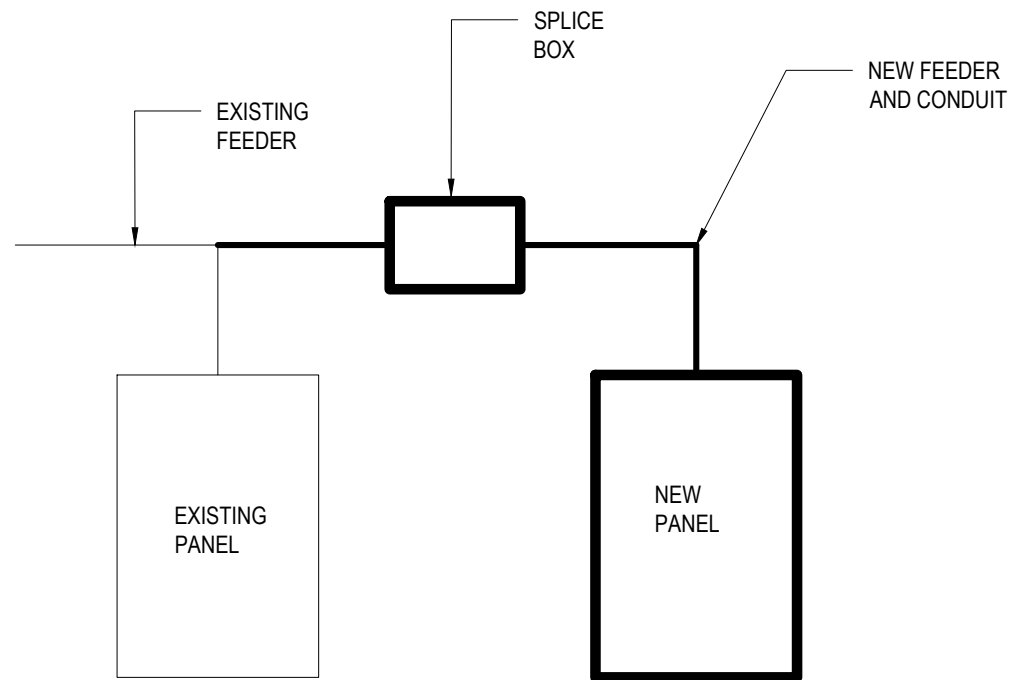 SPLICE
BOX
NEW FEEDER
AND CONDUIT
EXISTING
FEEDER
EXISTING
PANEL
NEW
PANEL